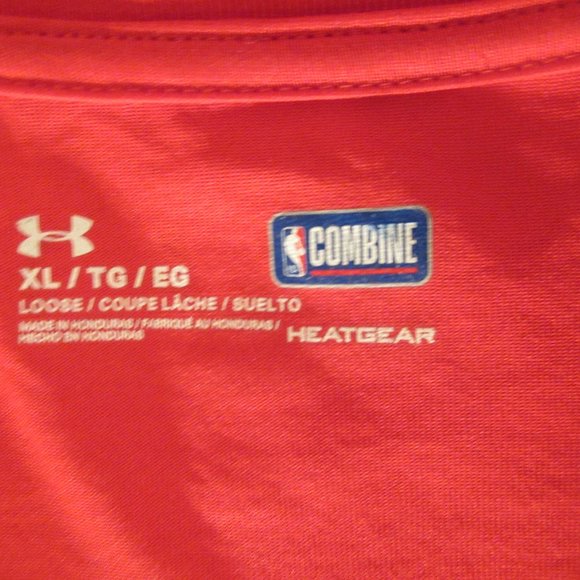 COMBINE
XL / TG / EG
LOOSE / COUPE LÂCHE / SUELTO
MADE IN HONDURAS / FABRIQUÉ AU HONDURAS /
HECHO EN HONDURAS
HEATGEAR